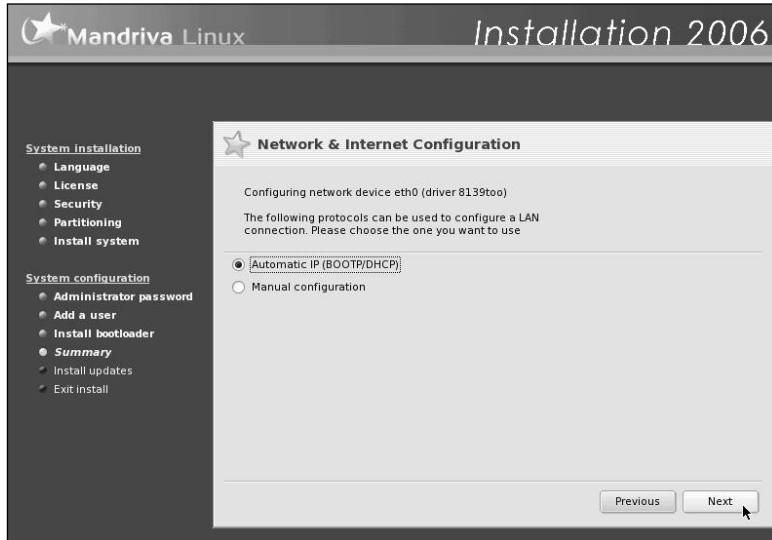 Mandriva Linux
Installation 2006
System installation
Language
License
Security
Partitioning
Install system
System configuration
Administrator password
Add a user
Install bootloader
Summary
Install updates
Exit install
Network & Internet Configuration
Configuring network device eth0 (driver 8139too)
The following protocols can be used to configure a LAN
connection. Please choose the one you want to use
Automatic IP (BOOTP/DHCP)
Manual configuration
Previous
Next